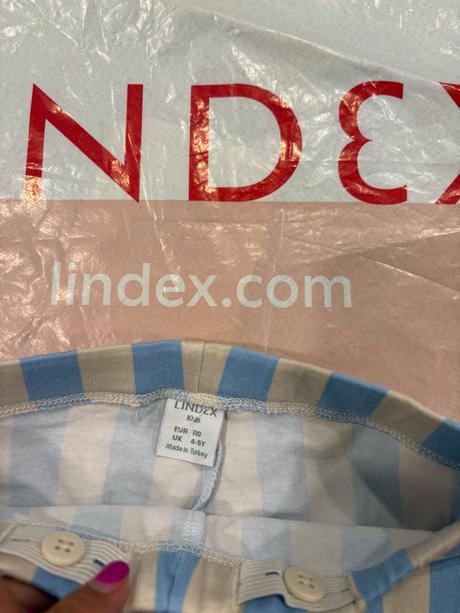 NDEX
lindex.com
LINDEX
Kids
EUR 110
UK 4-5Y
Made in Turkey